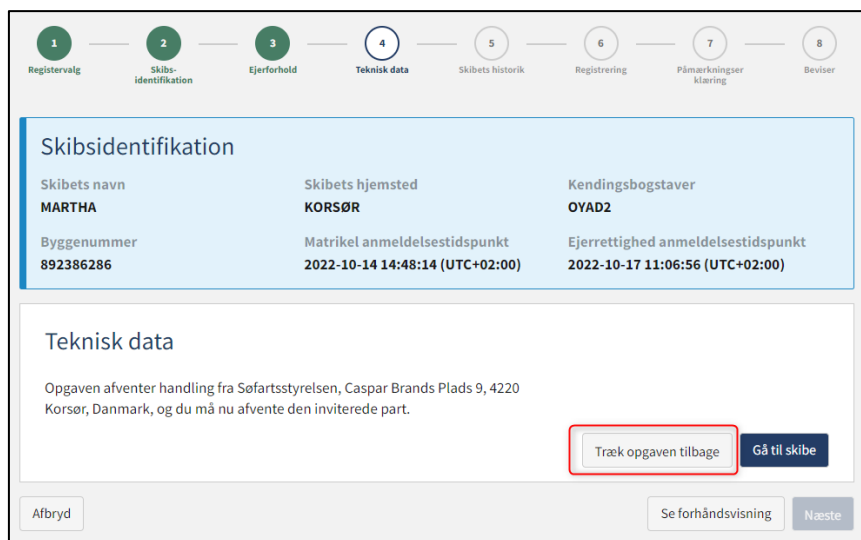 1 2 3 4 5 6 7 8
Registervalg Skibs- Ejerforhold Teknisk data Skibets historik Registrering Påmærkningser Beviser
identifikation klæring
Skibsidentifikation
Skibets navn Skibets hjemsted Kendingsbogstaver
MARTHA KORSØR OYAD2
Byggenummer Matrikel anmeldelsestidspunkt Ejerrettighed anmeldelsestidspunkt
892386286 2022-10-14 14:48:14 (UTC+02:00) 2022-10-17 11:06:56 (UTC+02:00)
Teknisk data
Opgaven afventer handling fra Søfartsstyrelsen, Caspar Brands Plads 9, 4220
Korsør, Danmark, og du må nu afvente den inviterede part.
Træk opgaven tilbage Gå til skibe
Afbryd Se forhåndsvisning Næste